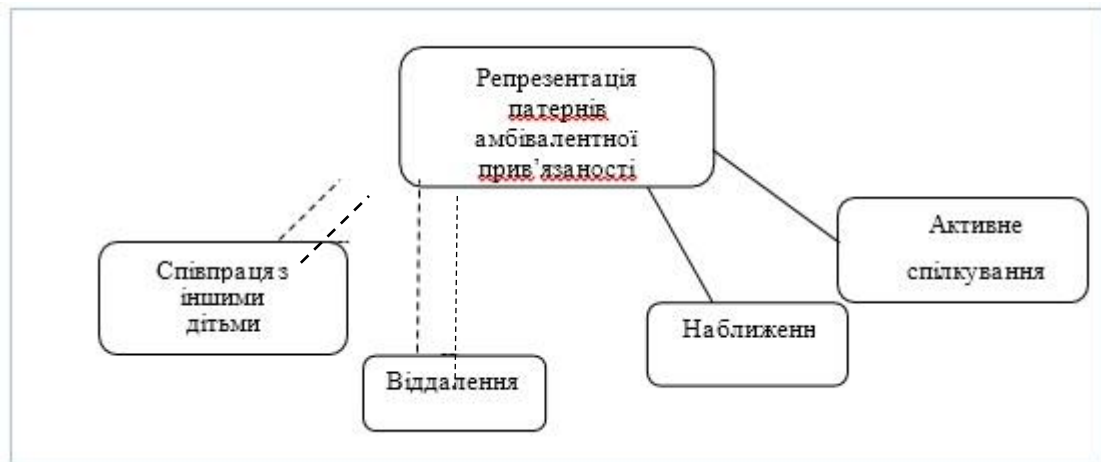 Репрезентація
патернів
амбівалентної
прив’язаності
Активне
спілкування
Співпраця з
іншими
дітьми
Наближенн
Віддалення